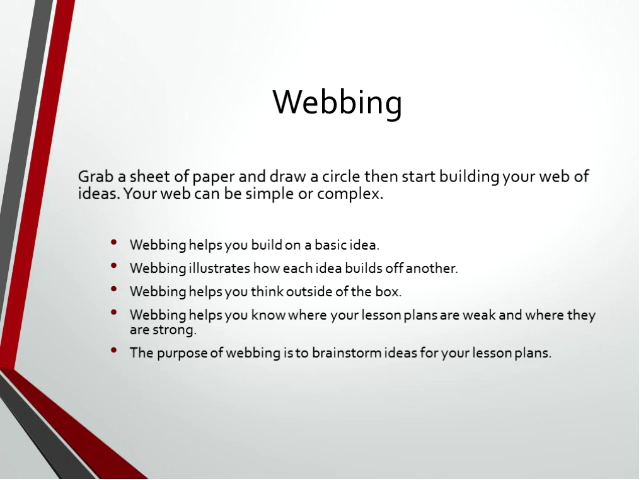 Webbing
Grab a sheet of paper and draw a circle then start building your web of
ideas. Your web can be simple or complex.
• Webbing helps you build on a basic idea.
• Webbing illustrates how each idea builds off another.
• Webbing helps you think outside of the box.
• Webbing helps you know where your lesson plans are weak and where they
are strong.
• The purpose of webbing is to brainstorm ideas for your lesson plans.